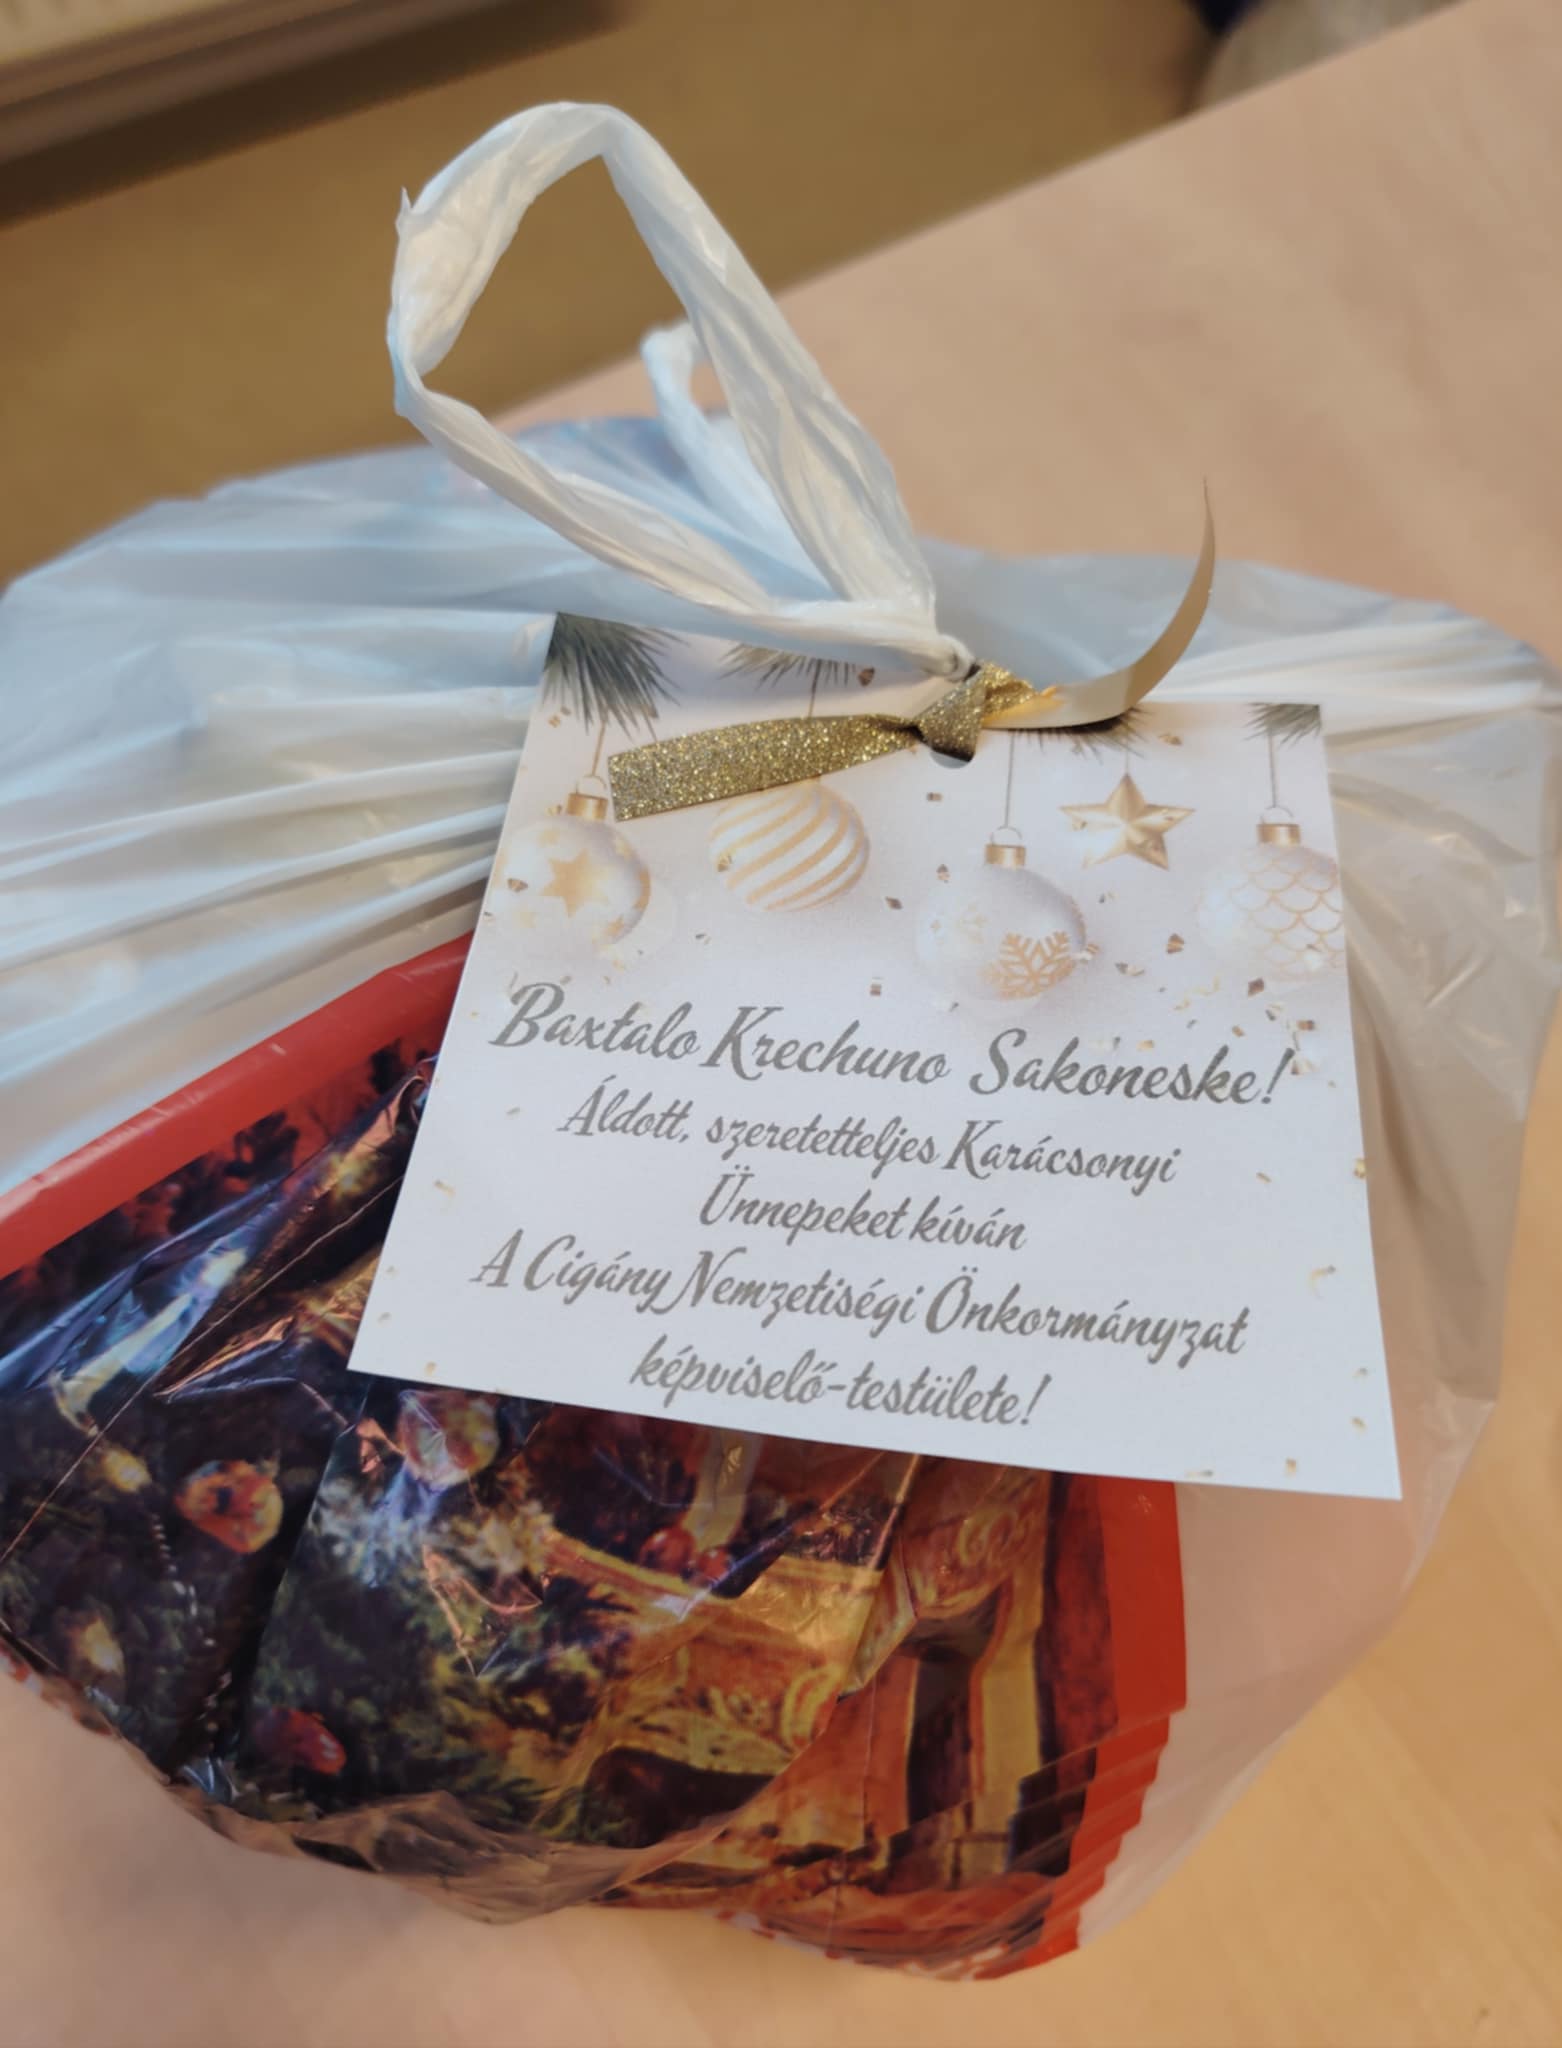 Baxtalo Krechuno Sakoneske!
Áldott, szeretetteljes Karácsonyi
Ünnepeket kíván
A Cigány Nemzetiségi Önkormányzat
képviselő-testülete!